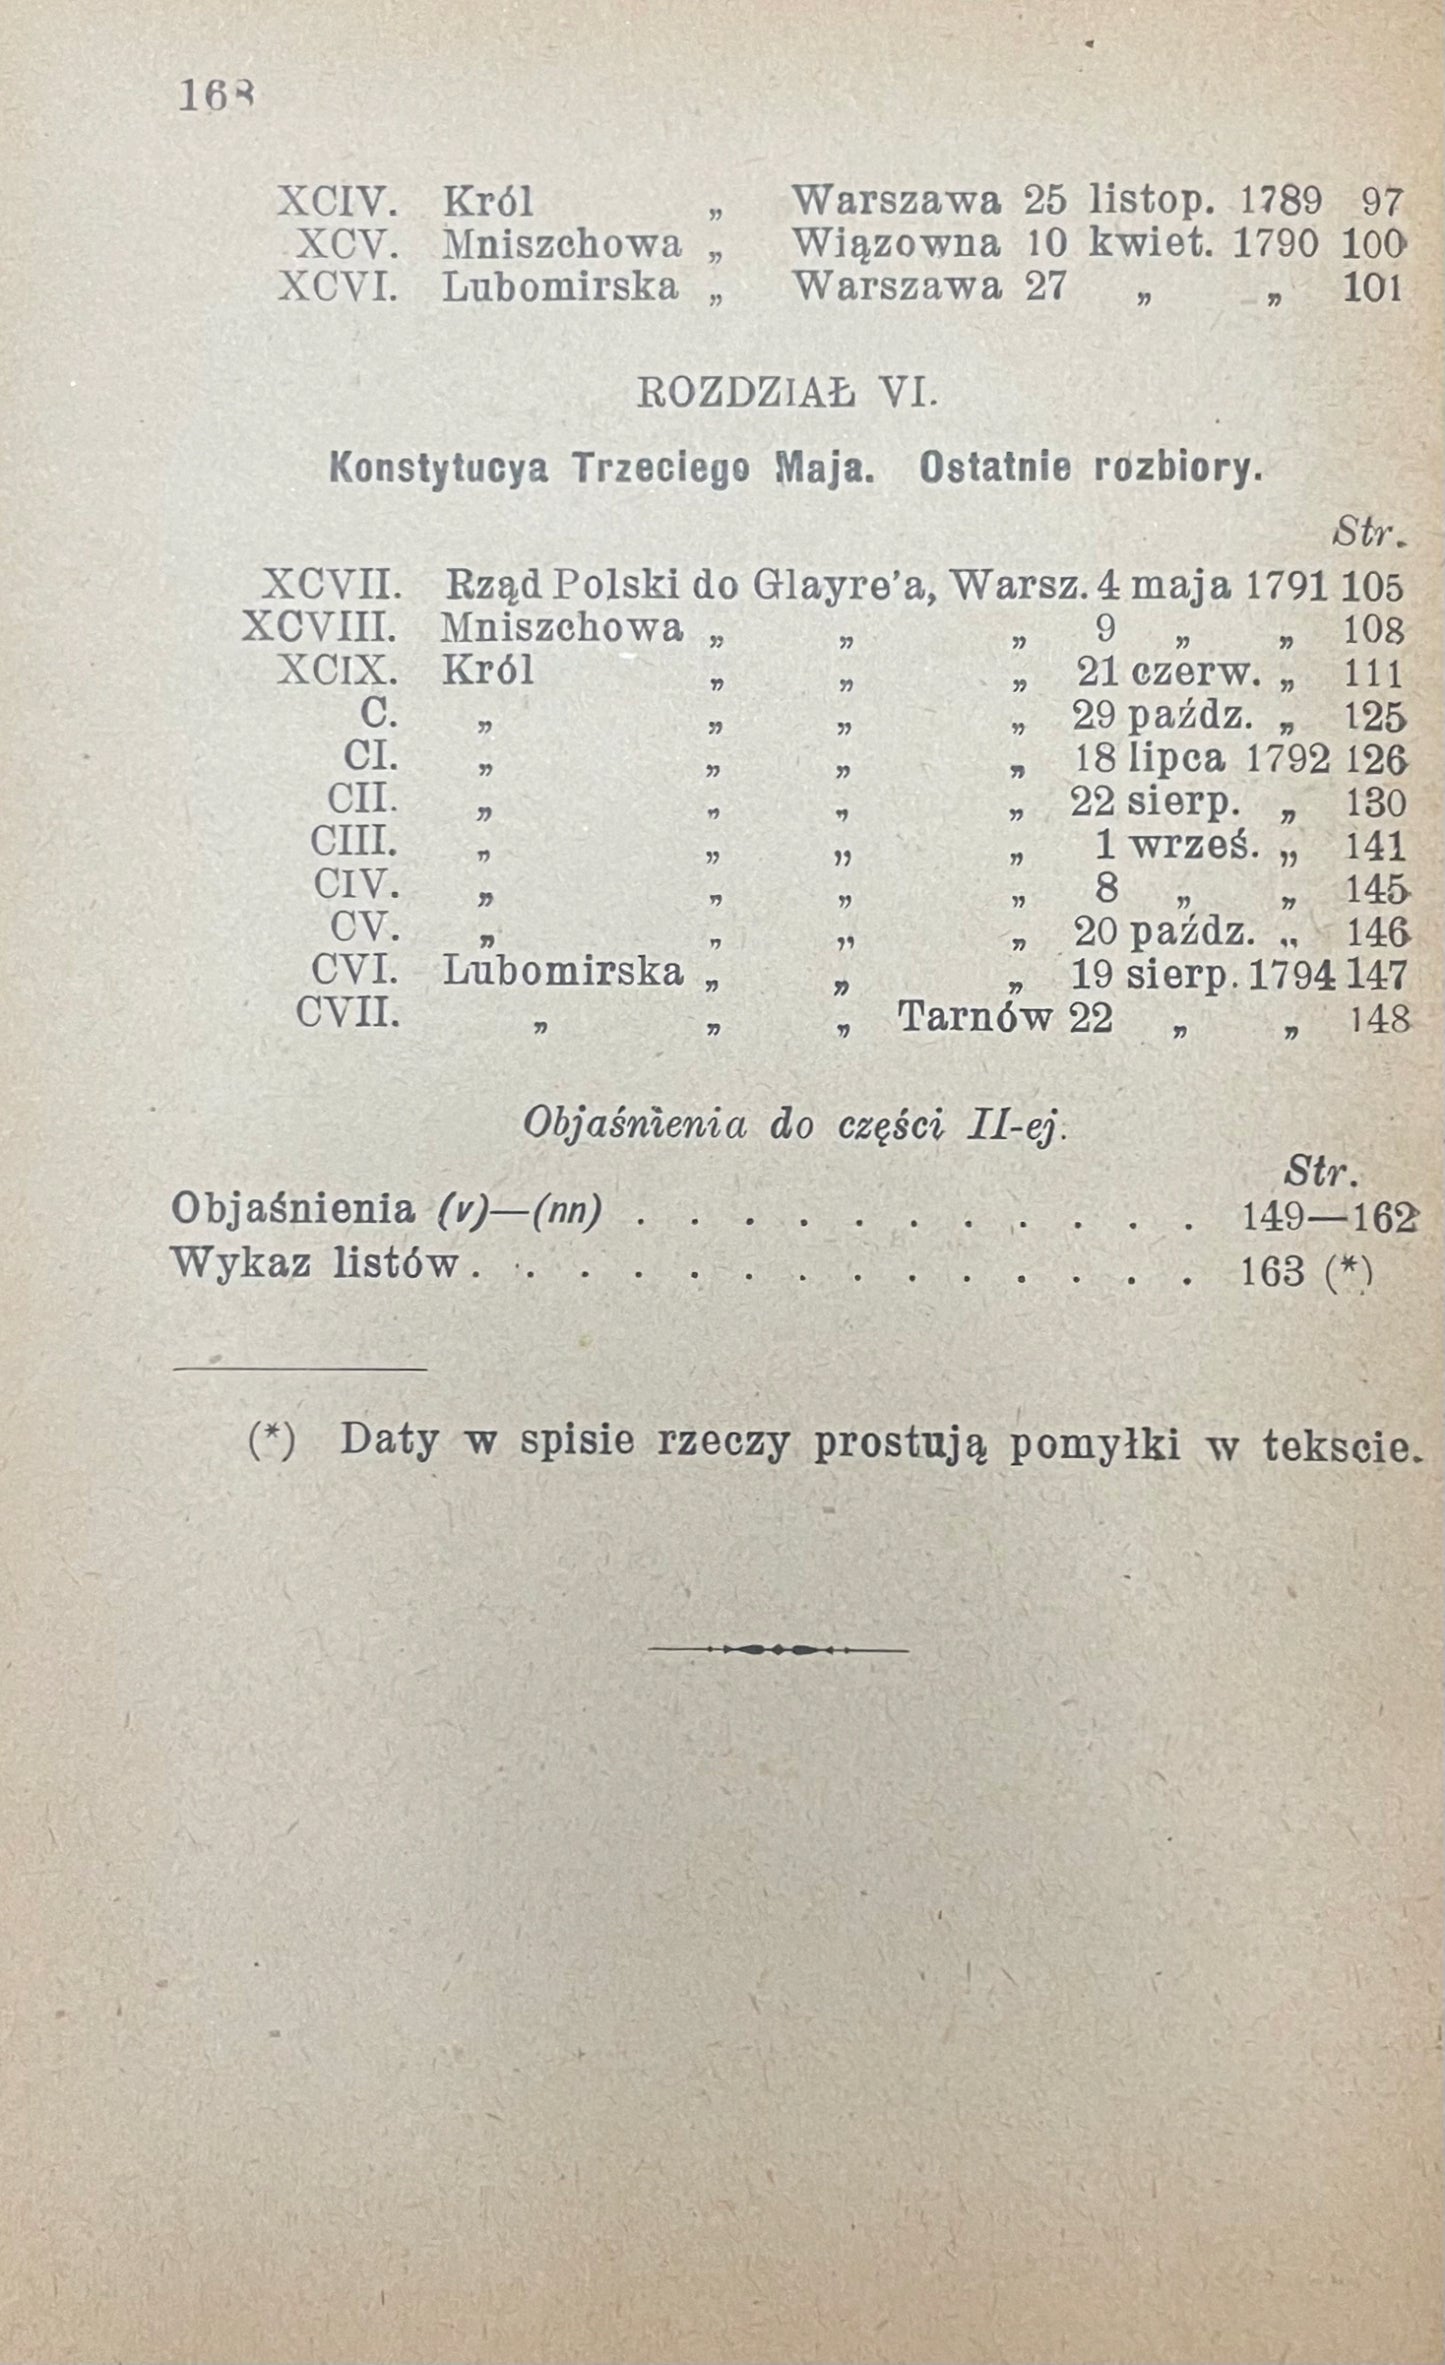 168
XCIV. Król „ Warszawa 25 listop. 1789 97
XCV. Mniszchowa „ Wiązowna 10 kwiet. 1790 100
XCVI. Lubomirska „ Warszawa 27 „ „ 101
ROZDZIAŁ VI.
Konstytucya Trzeciego Maja. Ostatnie rozbiory.
Str.
XCVII. Rząd Polski do Glayre'a, Warsz. 4 maja 1791 105
XCVIII. Mniszchowa „ „ „ 9 „ „ 108
XCIX. Król „ „ „ 21 czerw. „ 111
C. „ „ „ „ 29 paźdz. „ 125
CI. „ „ „ „ 18 lipca 1792 126
CII. „ „ „ „ 22 sierp. „ 130
CIII. „ „ „ „ 1 wrześ. „ 141
CIV. „ „ „ „ 8 „ „ 145
CV. „ „ „ „ 20 paźdz. „ 146
CVI. Lubomirska „ „ „ 19 sierp. 1794 147
CVII. „ „ „ Tarnów 22 „ „ 148
Objaśnienia do części II-ej.
Str.
Objaśnienia (v)—(nn) . . . . . . . . . . . 149—162
Wykaz listów . . . . . . . . . . . . . . 163 (*)
(*) Daty w spisie rzeczy prostują pomyłki w tekscie.